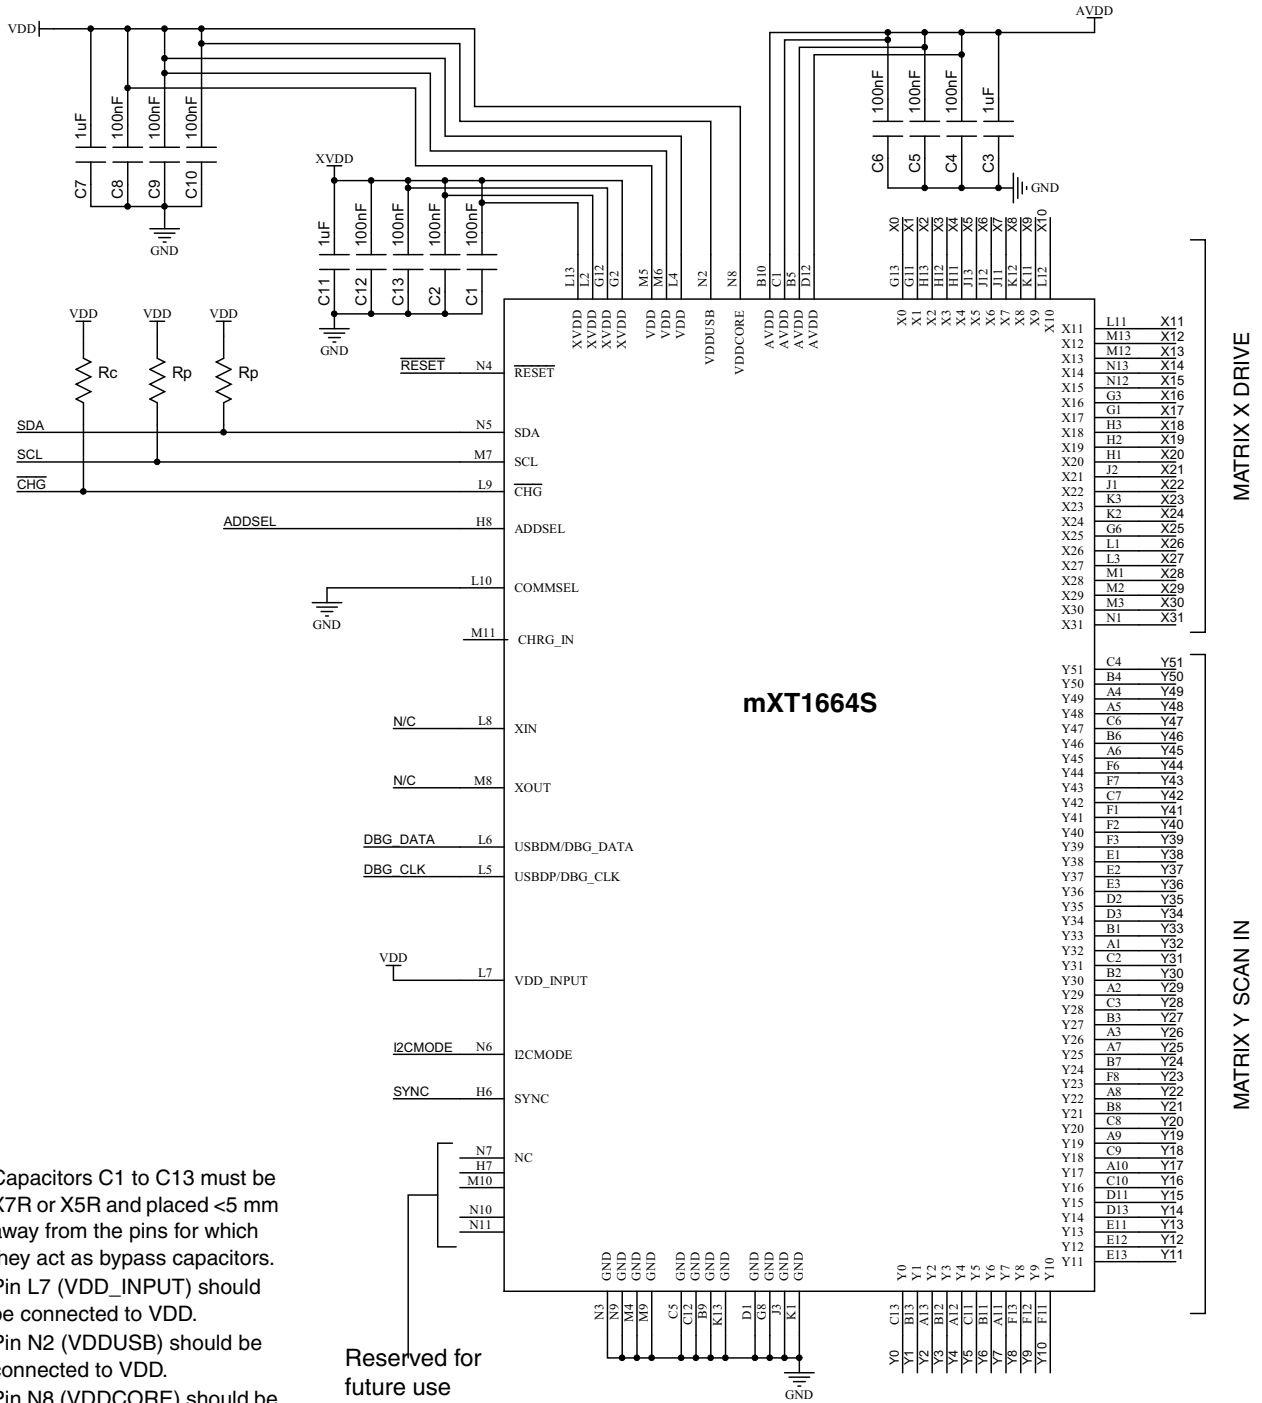 VDD
AVDD
1uF
100nF
100nF
100nF
C7
C8
C9
C10
GND
XVDD
1uF
100nF
100nF
100nF
100nF
C11
C12
C13
C2
C1
GND
100nF
100nF
100nF
1uF
C6
C5
C4
C3
GND
L13 XVDD
L2 XVDD
G12 XVDD
G2 XVDD
M5 VDD
M6 VDD
L4 VDD
N2 VDDUSB
N8 VDDCORE
B10 AVDD
C1 AVDD
B5 AVDD
D12 AVDD
X0 G13 X0
X1 G11 X1
X2 H13 X2
X3 H12 X3
X4 H11 X4
X5 J13 X5
X6 J12 X6
X7 J11 X7
X8 K12 X8
X9 K11 X9
X10 L12 X10
VDD
VDD
VDD
Rc
Rp
Rp
RESET N4 RESET
SDA N5 SDA
SCL M7 SCL
CHG L9 CHG
ADDSEL H8 ADDSEL
L10 COMMSEL
GND
M11 CHRG_IN
N/C L8 XIN
N/C M8 XOUT
DBG_DATA L6 USBDM/DBG_DATA
DBG_CLK L5 USBDP/DBG_CLK
VDD
L7 VDD_INPUT
I2CMODE N6 I2CMODE
SYNC H6 SYNC
N7 NC
H7
M10
N10
N11
mXT1664S
X11 L11 X11
X12 M13 X12
X13 M12 X13
X14 N13 X14
X15 N12 X15
X16 G3 X16
X17 G1 X17
X18 H3 X18
X19 H2 X19
X20 H1 X20
X21 J2 X21
X22 J1 X22
X23 K3 X23
X24 K2 X24
X25 G6 X25
X26 L1 X26
X27 L3 X27
X28 M1 X28
X29 M2 X29
X30 M3 X30
X31 N1 X31
MATRIX X DRIVE
Y51 C4 Y51
Y50 B4 Y50
Y49 A4 Y49
Y48 A5 Y48
Y47 C6 Y47
Y46 B6 Y46
Y45 A6 Y45
Y44 F6 Y44
Y43 F7 Y43
Y42 C7 Y42
Y41 F1 Y41
Y40 F2 Y40
Y39 F3 Y39
Y38 E1 Y38
Y37 E2 Y37
Y36 E3 Y36
Y35 D2 Y35
Y34 D3 Y34
Y33 B1 Y33
Y32 A1 Y32
Y31 C2 Y31
Y30 B2 Y30
Y29 A2 Y29
Y28 C3 Y28
Y27 B3 Y27
Y26 A3 Y26
Y25 A7 Y25
Y24 B7 Y24
Y23 F8 Y23
Y22 A8 Y22
Y21 B8 Y21
Y20 C8 Y20
Y19 A9 Y19
Y18 C9 Y18
Y17 A10 Y17
Y16 C10 Y16
Y15 D11 Y15
Y14 D13 Y14
Y13 E11 Y13
Y12 E12 Y12
Y11 E13 Y11
MATRIX Y SCAN IN
GND N3
GND N9
GND M4
GND M9
GND C5
GND C12
GND B9
GND K13
GND D1
GND G8
GND J3
GND K1
GND
Y0 C13 Y0
Y1 B13 Y1
Y2 A13 Y2
Y3 B12 Y3
Y4 A12 Y4
Y5 C11 Y5
Y6 B11 Y6
Y7 A11 Y7
Y8 F13 Y8
Y9 F12 Y9
Y10 F11 Y10
Reserved for
future use
Capacitors C1 to C13 must be
X7R or X5R and placed <5 mm
away from the pins for which
they act as bypass capacitors.
Pin L7 (VDD_INPUT) should
be connected to VDD.
Pin N2 (VDDUSB) should be
connected to VDD.
Pin N8 (VDDCORE) should be